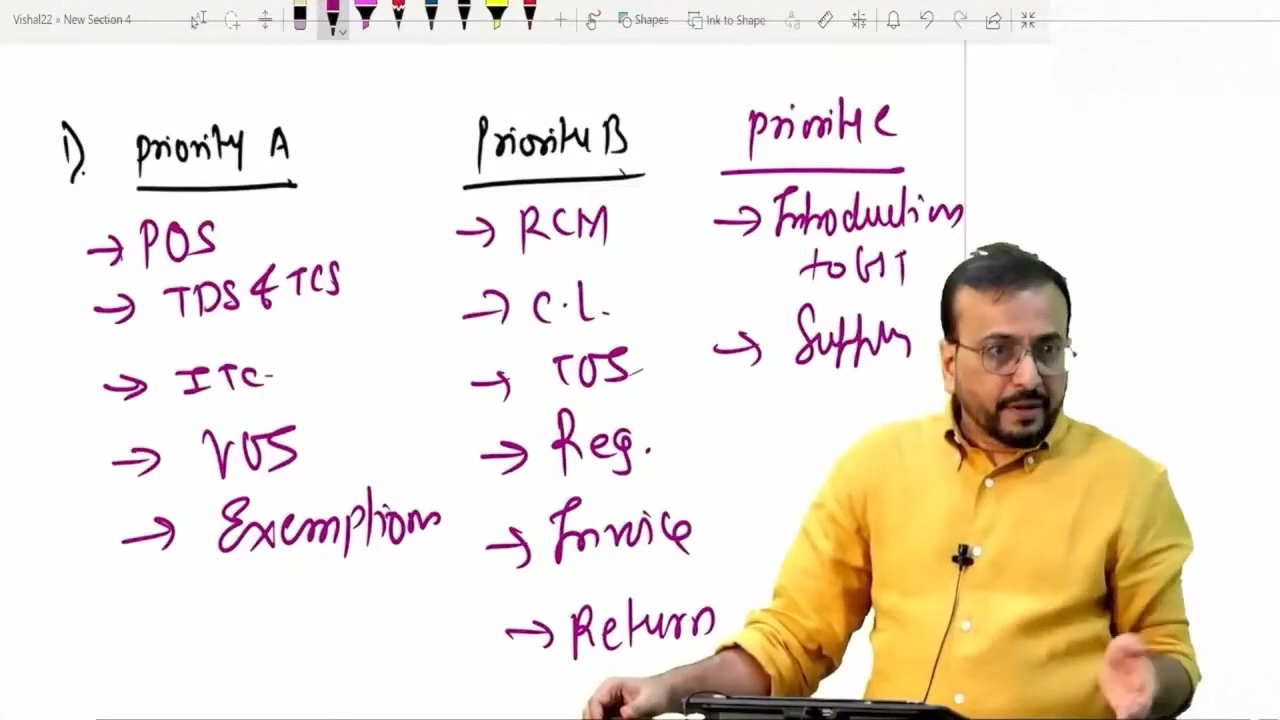 Vishal22 » New Section 4
Shapes
Ink to Shape
1). Priority A
→ POS
→ TDS & TCS
→ ITC
→ VOS
→ Exemptions
Priority B
→ RCM
→ C.L.
→ TOS
→ Reg.
→ Invoice
→ Return
Priority C
→ Introduction
to GST
→ Supply